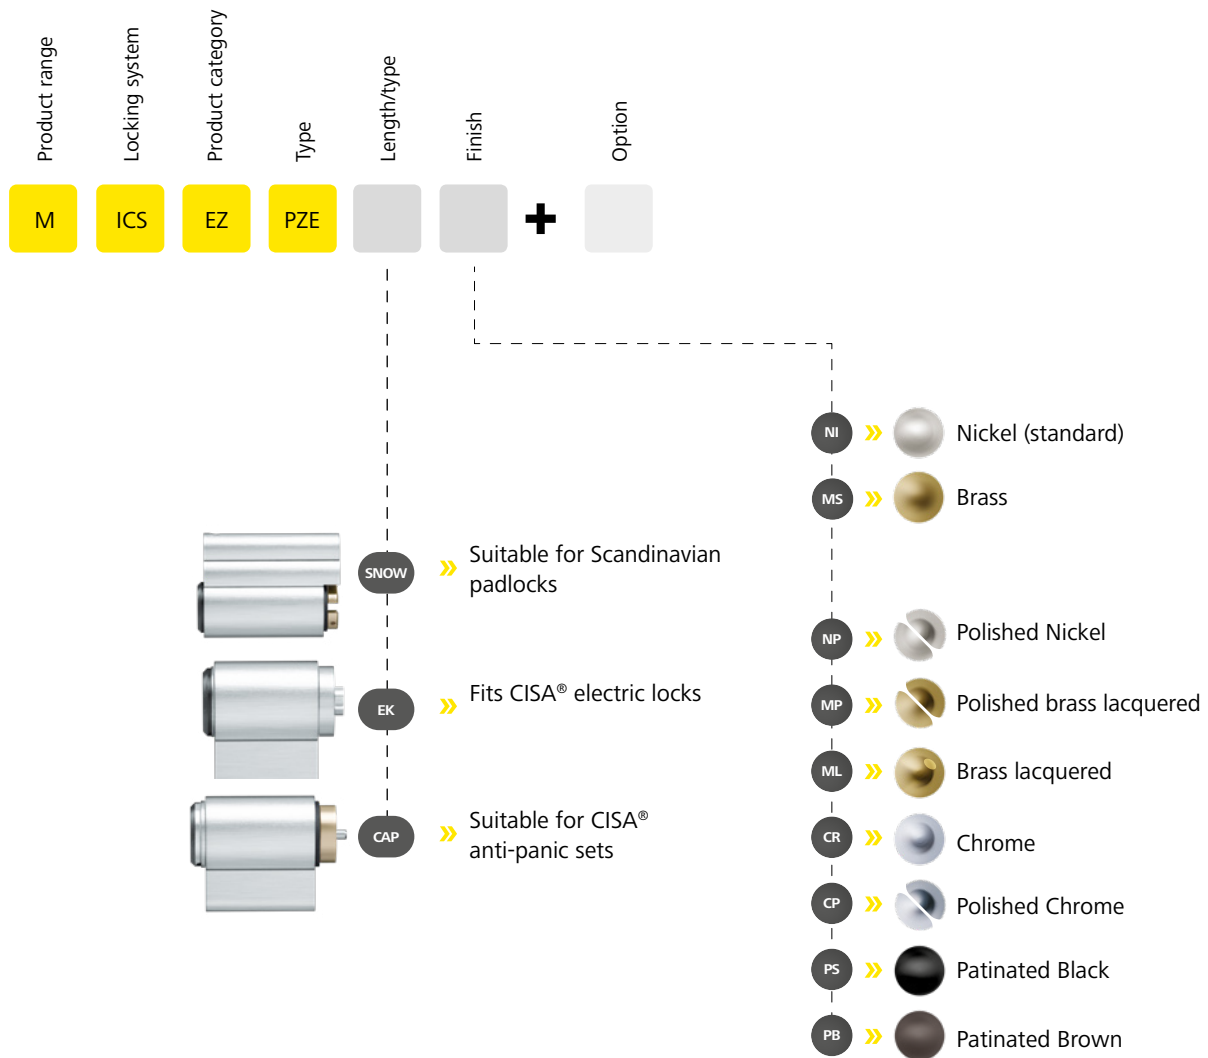 Product range
Locking system
Product category
Type
Length/type
Finish
Option
M
ICS
EZ
PZE
+
NI » Nickel (standard)
MS » Brass
SNOW » Suitable for Scandinavian
padlocks
NP » Polished Nickel
EK » Fits CISA® electric locks
MP » Polished brass lacquered
ML » Brass lacquered
CAP » Suitable for CISA®
anti-panic sets
CR » Chrome
CP » Polished Chrome
PS » Patinated Black
PB » Patinated Brown